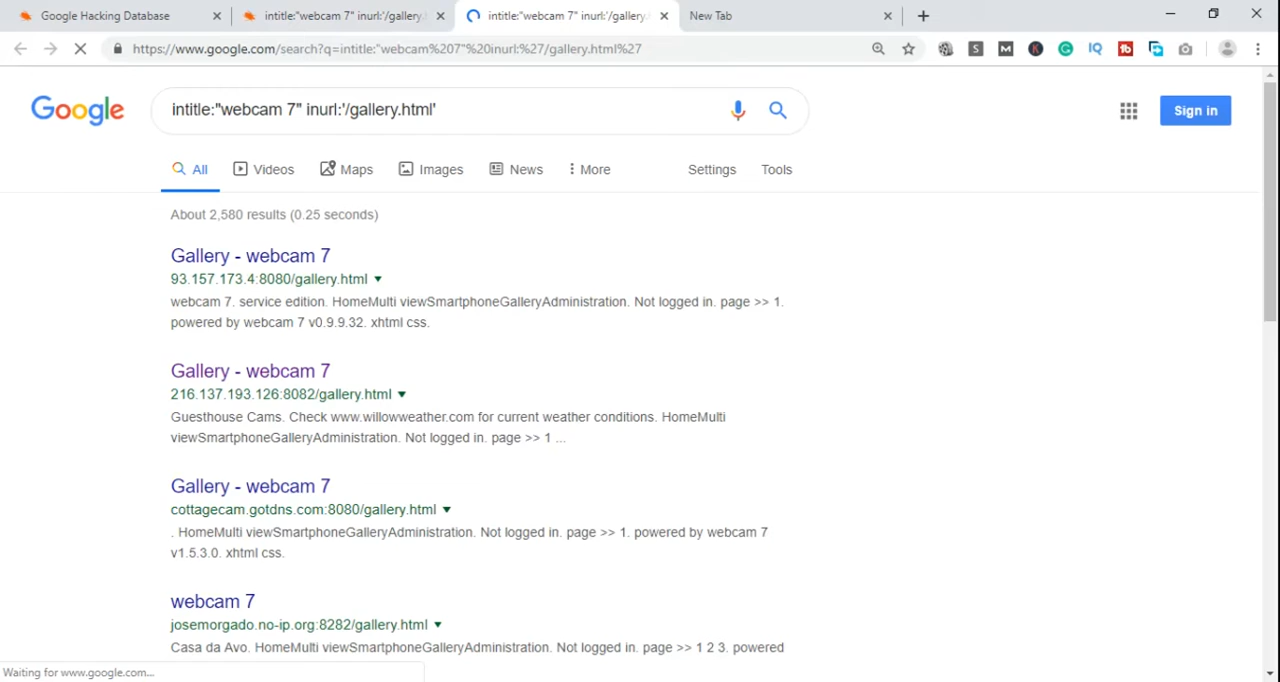 Google Hacking Database
intitle:"webcam 7" inurl:'/gallery.
intitle:"webcam 7" inurl:'/gallery.
New Tab
https://www.google.com/search?q=intitle:"webcam%207"%20inurl:%27/gallery.html%27
Google
intitle:"webcam 7" inurl:'/gallery.html'
Sign in
All
Videos
Maps
Images
News
More
Settings
Tools
About 2,580 results (0.25 seconds)
Gallery - webcam 7
93.157.173.4:8080/gallery.html
webcam 7. service edition. HomeMulti viewSmartphoneGalleryAdministration. Not logged in. page >> 1.
powered by webcam 7 v0.9.9.32. xhtml css.
Gallery - webcam 7
216.137.193.126:8082/gallery.html
Guesthouse Cams. Check www.willowweather.com for current weather conditions. HomeMulti
viewSmartphoneGalleryAdministration. Not logged in. page >> 1 ...
Gallery - webcam 7
cottagecam.gotdns.com:8080/gallery.html
. HomeMulti viewSmartphoneGalleryAdministration. Not logged in. page >> 1. powered by webcam 7
v1.5.3.0. xhtml css.
webcam 7
josemorgado.no-ip.org:8282/gallery.html
Casa da Avo. HomeMulti viewSmartphoneGalleryAdministration. Not logged in. page >> 1 2 3. powered
Waiting for www.google.com...